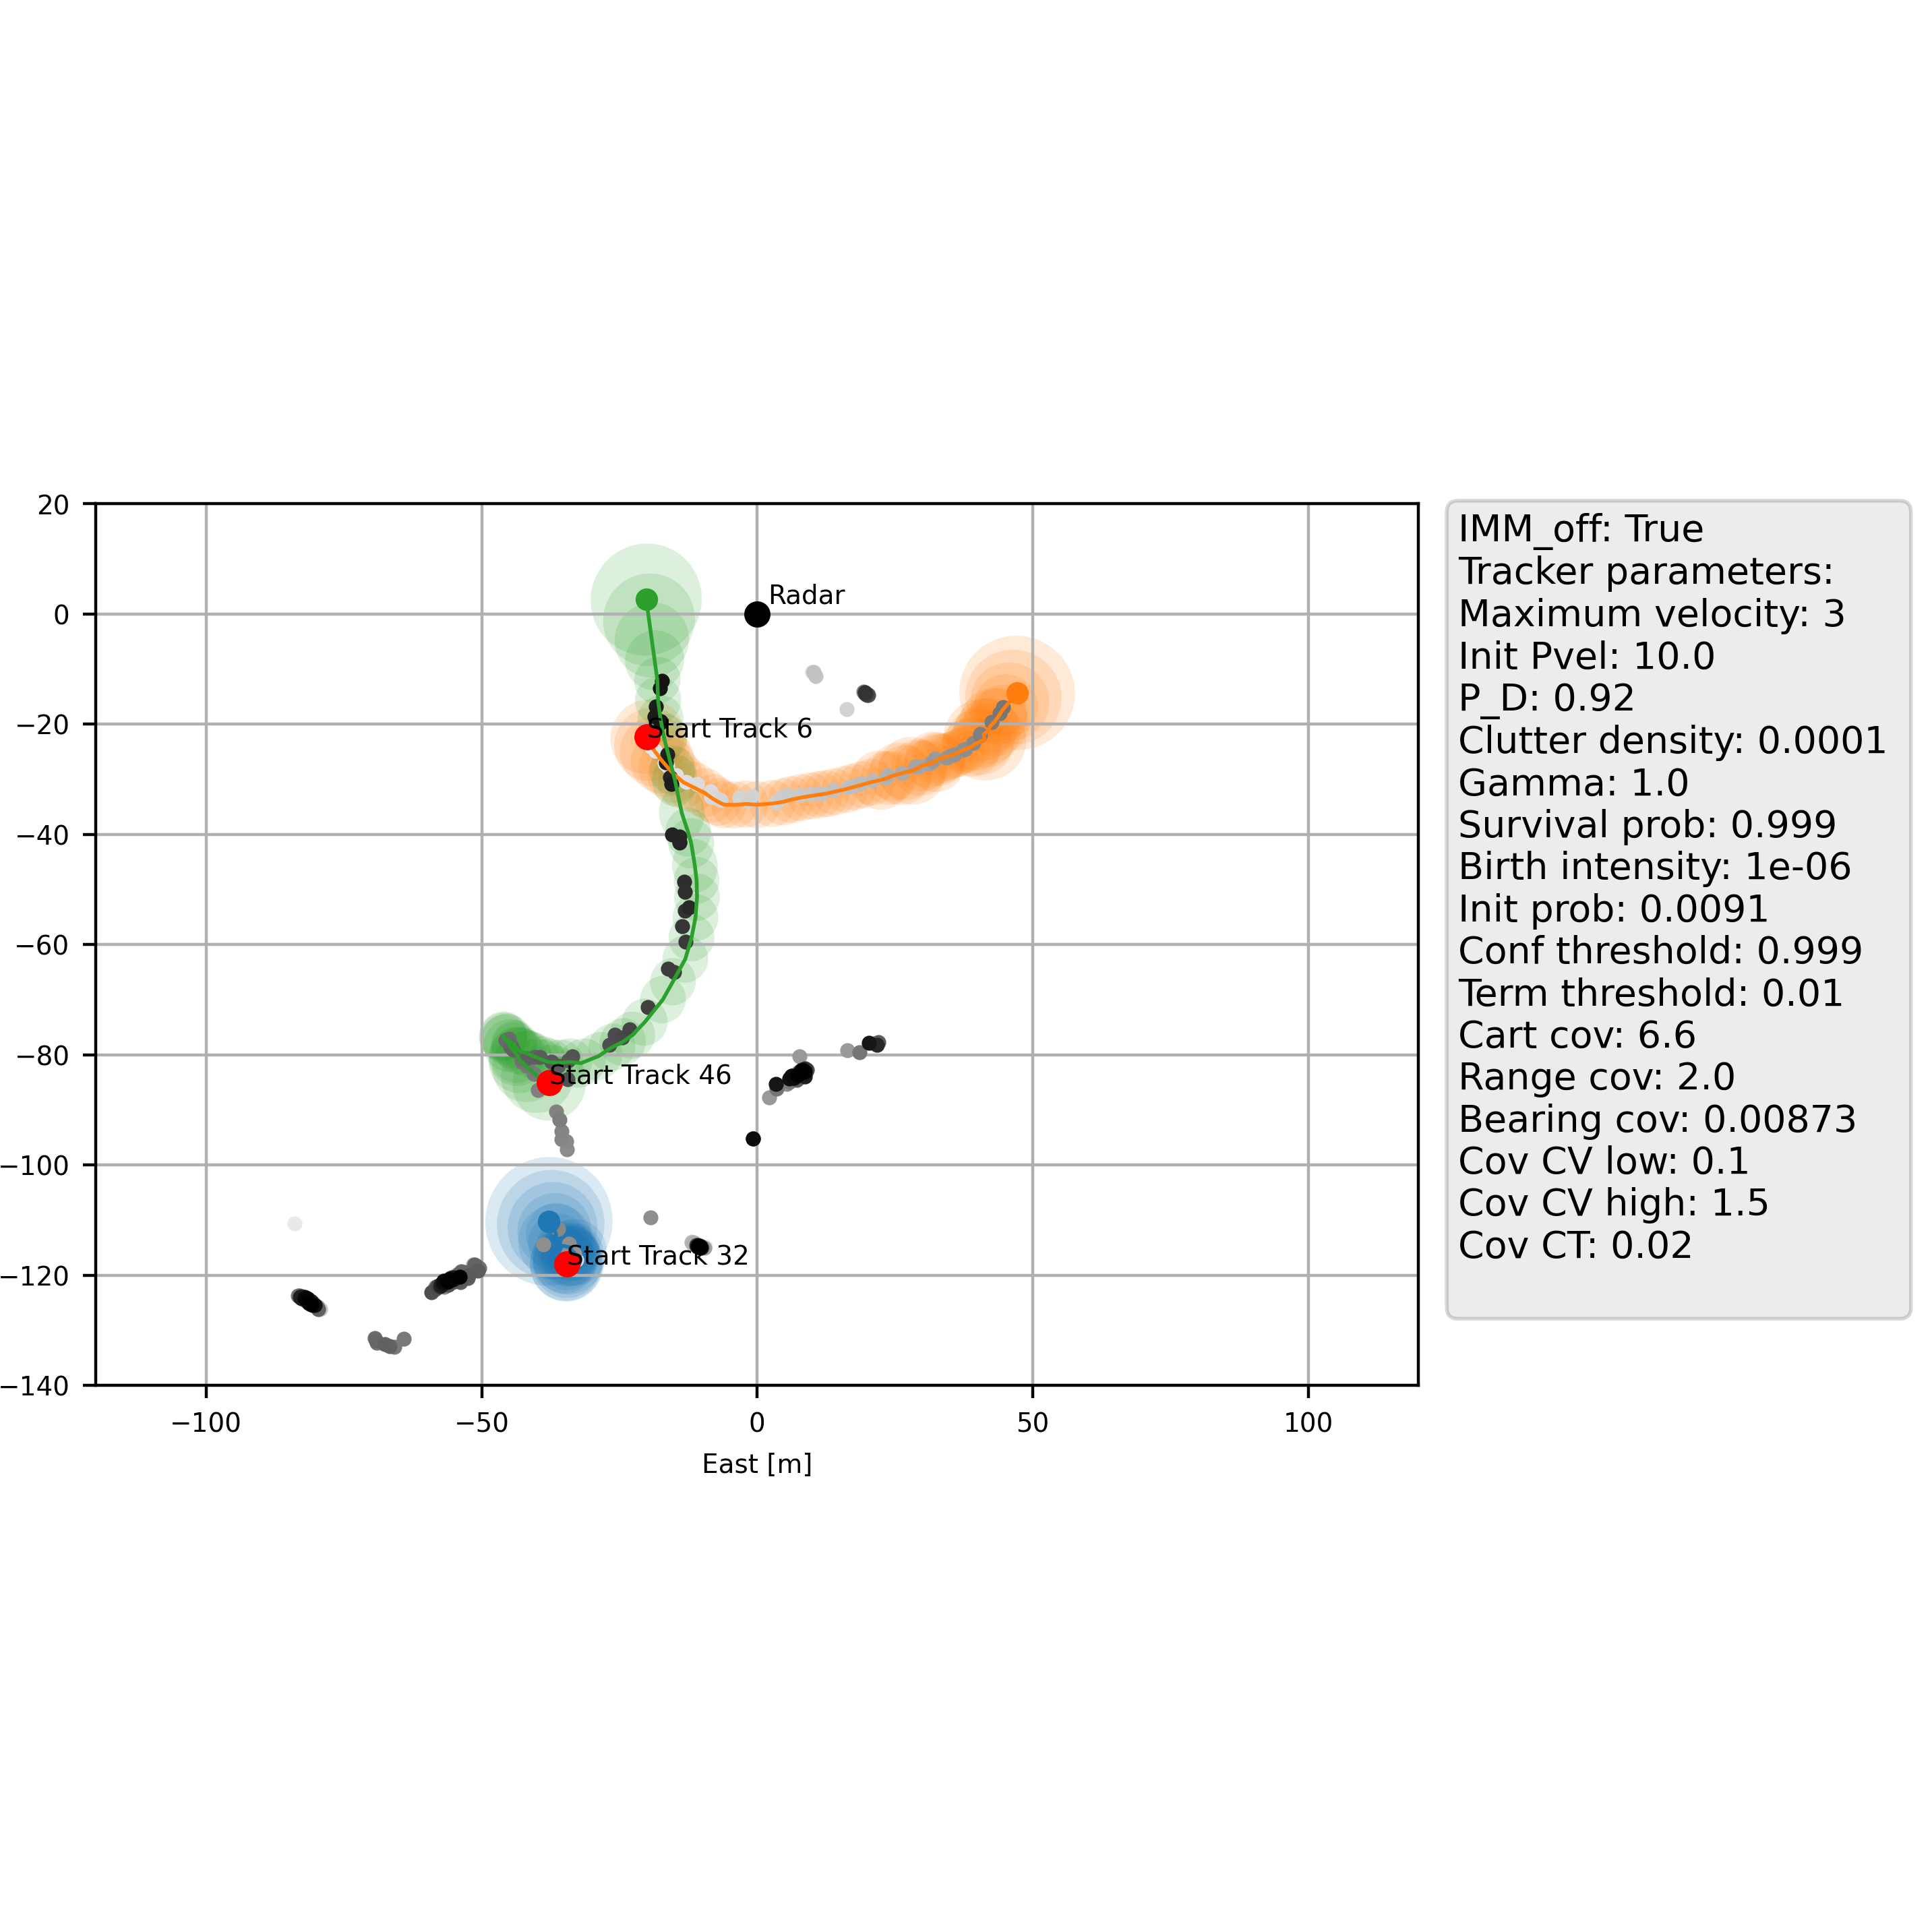 20
0
−20
−40
−60
−80
−100
−120
−140
−100
−50
0
50
100
East [m]
Radar
Start Track 6
Start Track 46
Start Track 32
IMM_off: True
Tracker parameters:
Maximum velocity: 3
Init Pvel: 10.0
P_D: 0.92
Clutter density: 0.0001
Gamma: 1.0
Survival prob: 0.999
Birth intensity: 1e-06
Init prob: 0.0091
Conf threshold: 0.999
Term threshold: 0.01
Cart cov: 6.6
Range cov: 2.0
Bearing cov: 0.00873
Cov CV low: 0.1
Cov CV high: 1.5
Cov CT: 0.02